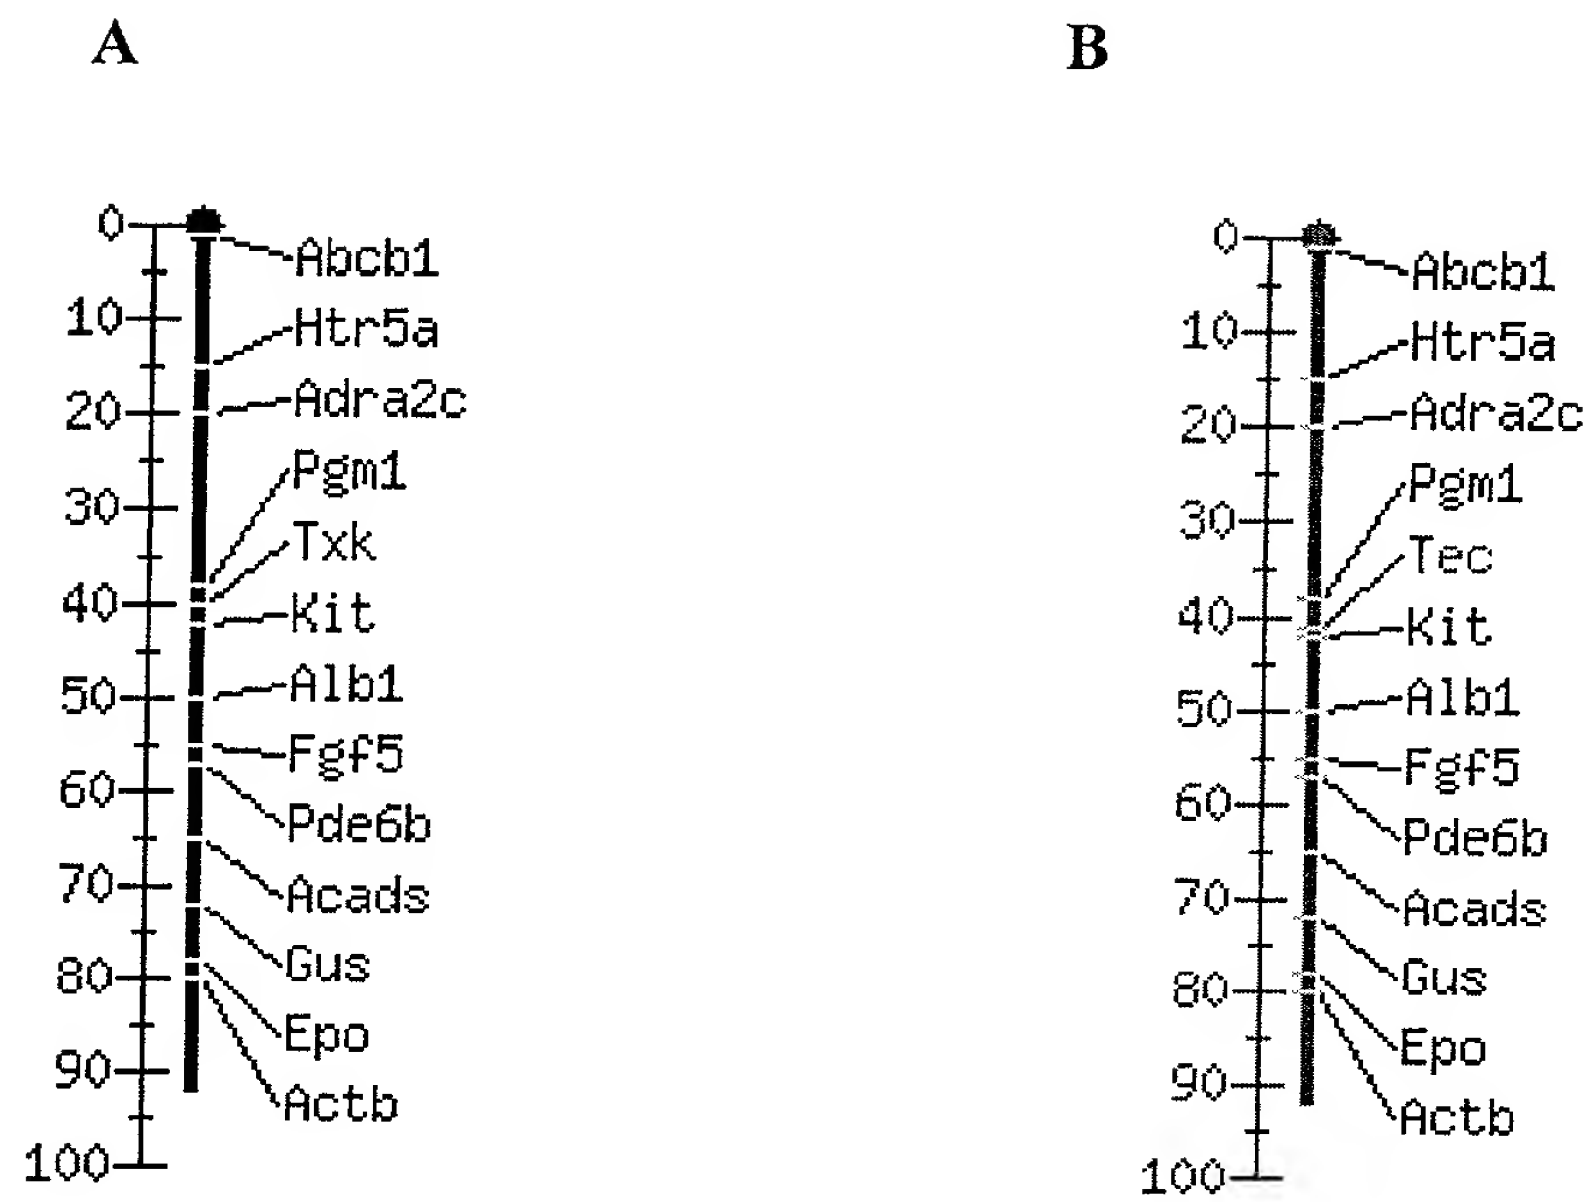 A
0
Abcb1
10
Htr5a
20
Adra2c
Pgm1
30
Txk
40
Kit
50
Alb1
Fgf5
60
Pde6b
70
Acads
Gus
80
Epo
90
Actb
100
B
0
Abcb1
10
Htr5a
20
Adra2c
Pgm1
30
Tec
40
Kit
50
Alb1
Fgf5
60
Pde6b
70
Acads
Gus
80
Epo
90
Actb
100